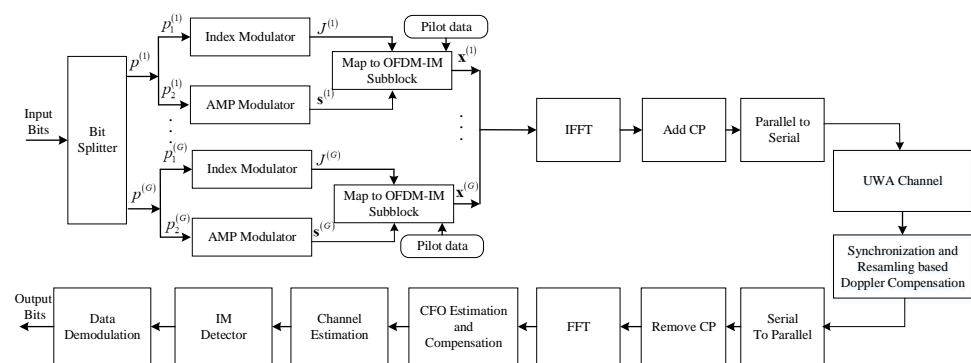 Input
Bits
Bit
Splitter
p^(1)
p_1^(1)
Index Modulator
J^(1)
Pilot data
p_2^(1)
AMP Modulator
s^(1)
Map to OFDM-IM
Subblock
x^(1)
⋮
⋮
p^(G)
p_1^(G)
Index Modulator
J^(G)
p_2^(G)
AMP Modulator
s^(G)
Map to OFDM-IM
Subblock
x^(G)
Pilot data
IFFT
Add CP
Parallel to
Serial
UWA Channel
Synchronization and
Resamling based
Doppler Compensation
Serial
To Parallel
Remove CP
FFT
CFO Estimation
and
Compensation
Channel
Estimation
IM
Detector
Data
Demodulation
Output
Bits